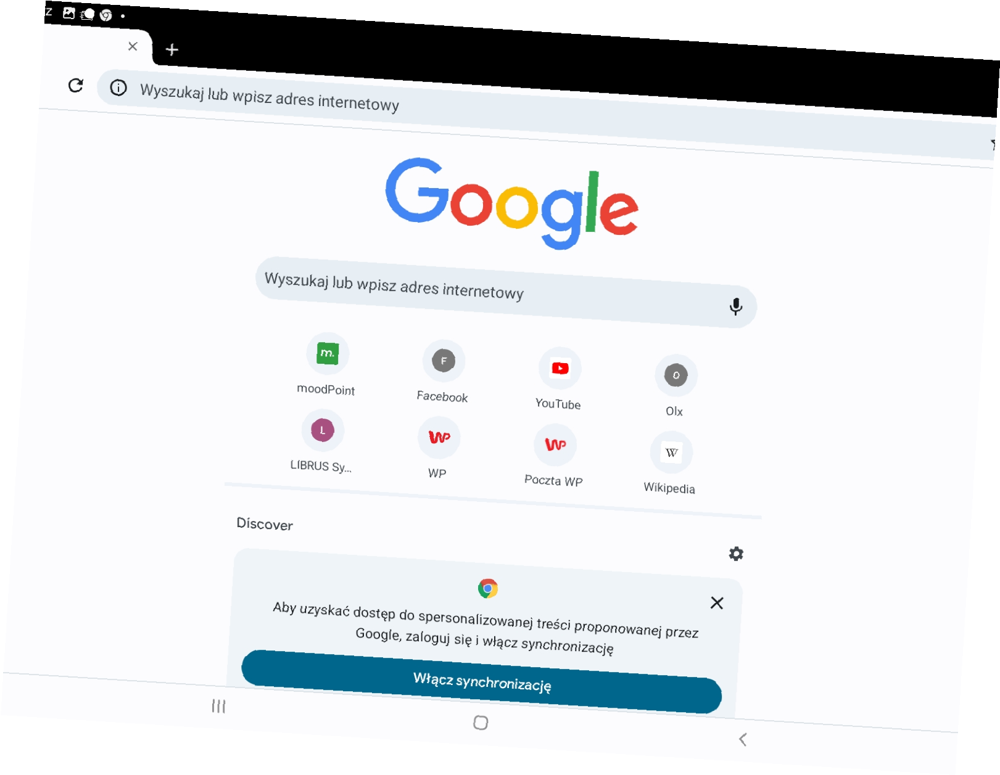 Wyszukaj lub wpisz adres internetowy
Google
Wyszukaj lub wpisz adres internetowy
m.
F
O
moodPoint
Facebook
YouTube
Olx
L
WP
WP
W
LIBRUS Sy...
WP
Poczta WP
Wikipedia
Discover
Aby uzyskać dostęp do spersonalizowanej treści proponowanej przez
Google, zaloguj się i włącz synchronizację
Włącz synchronizację